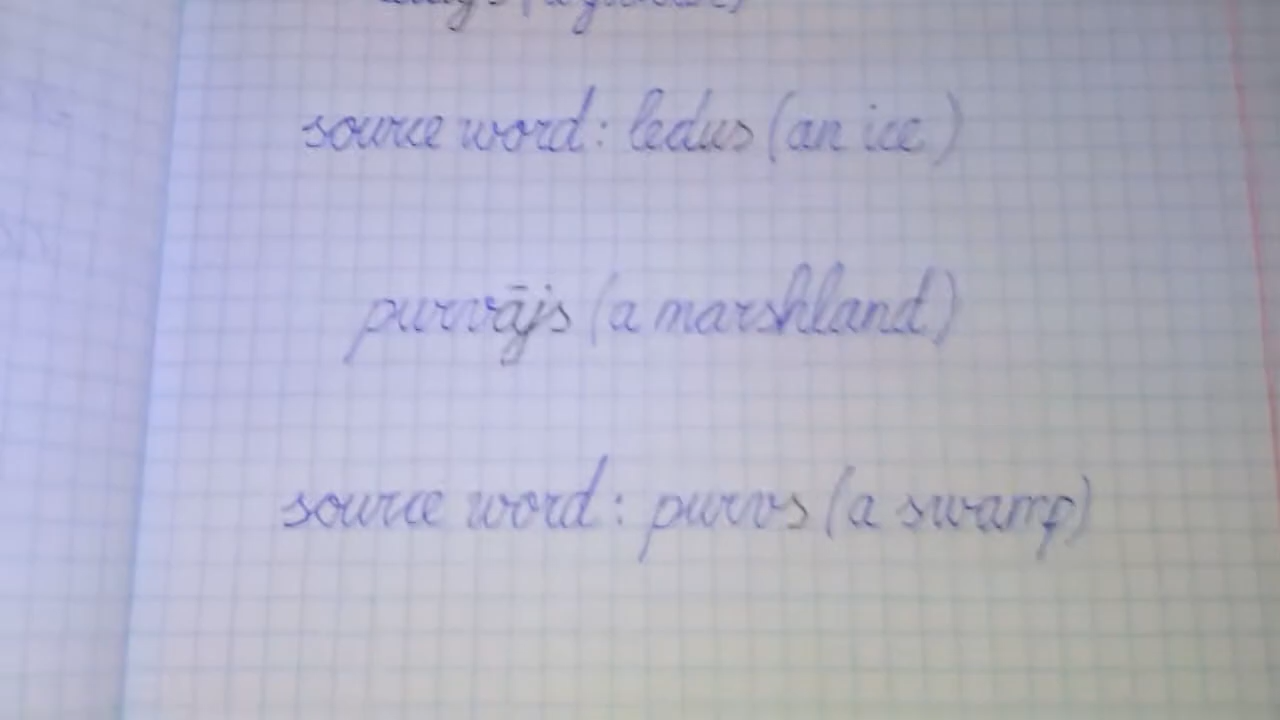 source word: ledus (an ice)
purvājs (a marshland)
source word: purvs (a swamp)